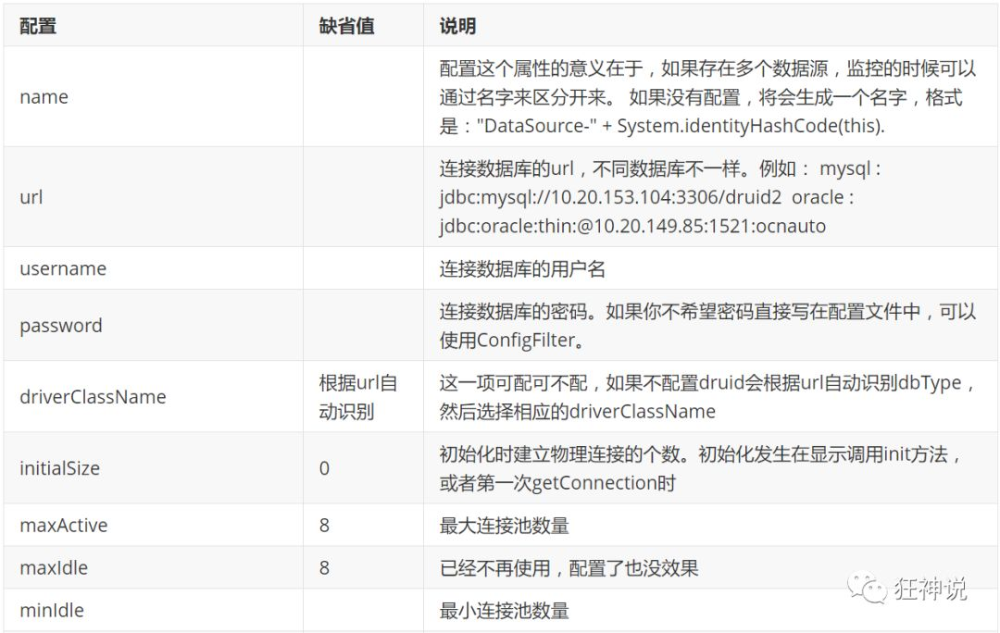 配置 缺省值 说明
配置这个属性的意义在于，如果存在多个数据源，监控的时候可以
name
通过名字来区分开来。 如果没有配置，将会生成一个名字，格式
是："DataSource-" + System.identityHashCode(this).
连接数据库的url，不同数据库不一样。例如： mysql :
url
jdbc:mysql://10.20.153.104:3306/druid2 oracle :
jdbc:oracle:thin:@10.20.149.85:1521:ocnauto
username 连接数据库的用户名
连接数据库的密码。如果你不希望密码直接写在配置文件中，可以
password
使用ConfigFilter。
根据url自 这一项可配可不配，如果不配置druid会根据url自动识别dbType，
driverClassName
动识别 然后选择相应的driverClassName
初始化时建立物理连接的个数。初始化发生在显示调用init方法，
initialSize 0
或者第一次getConnection时
maxActive 8 最大连接池数量
maxIdle 8 已经不再使用，配置了也没效果
minIdle 最小连接池数量
狂神说